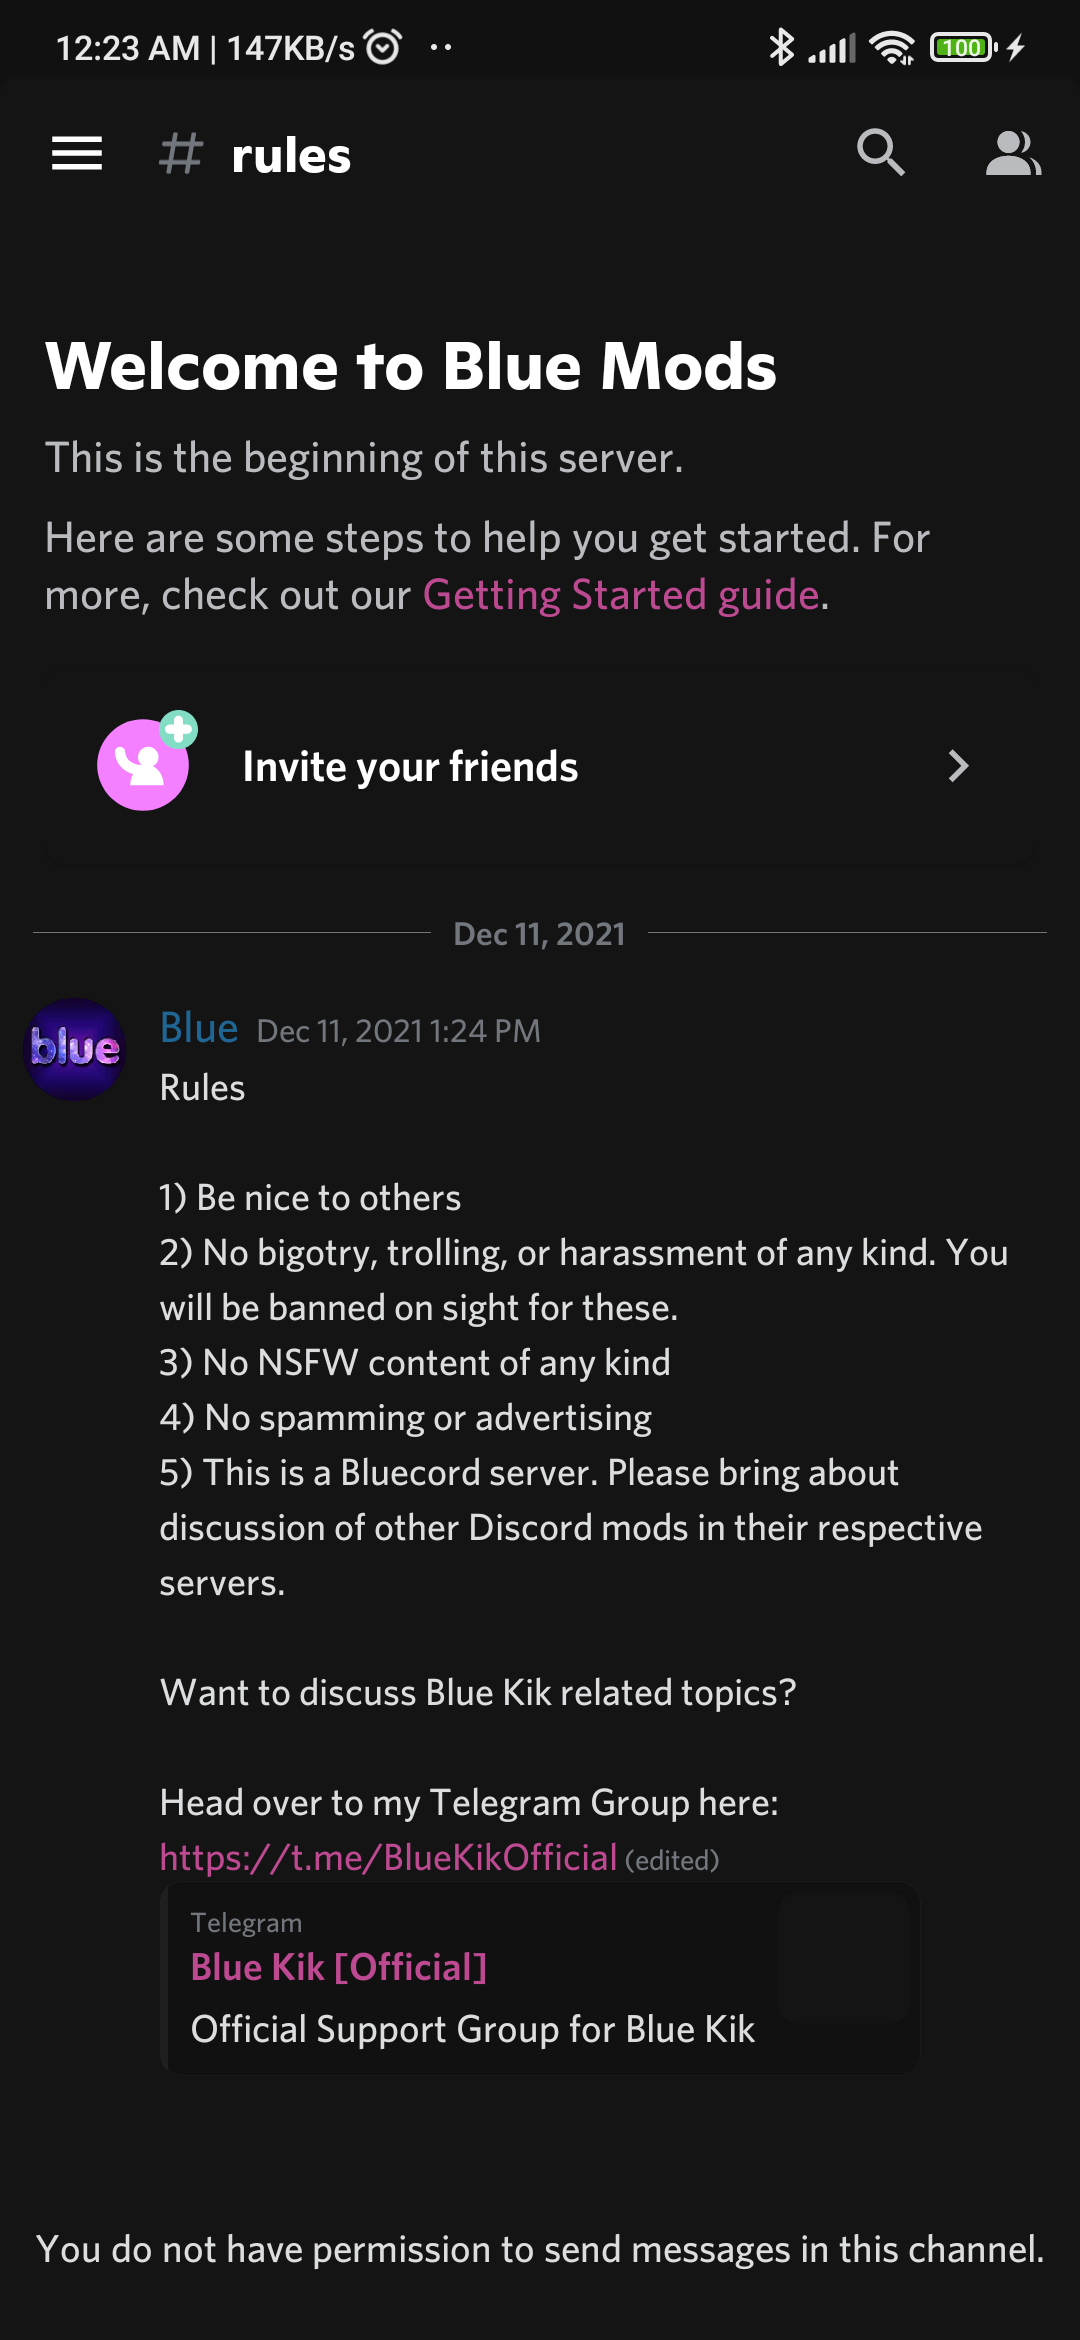 12:23 AM | 147KB/s
100
# rules
Welcome to Blue Mods
This is the beginning of this server.
Here are some steps to help you get started. For
more, check out our Getting Started guide.
Invite your friends
Dec 11, 2021
blue
Blue Dec 11, 2021 1:24 PM
Rules
1) Be nice to others
2) No bigotry, trolling, or harassment of any kind. You
will be banned on sight for these.
3) No NSFW content of any kind
4) No spamming or advertising
5) This is a Bluecord server. Please bring about
discussion of other Discord mods in their respective
servers.
Want to discuss Blue Kik related topics?
Head over to my Telegram Group here:
https://t.me/BlueKikOfficial (edited)
Telegram
Blue Kik [Official]
Official Support Group for Blue Kik
You do not have permission to send messages in this channel.